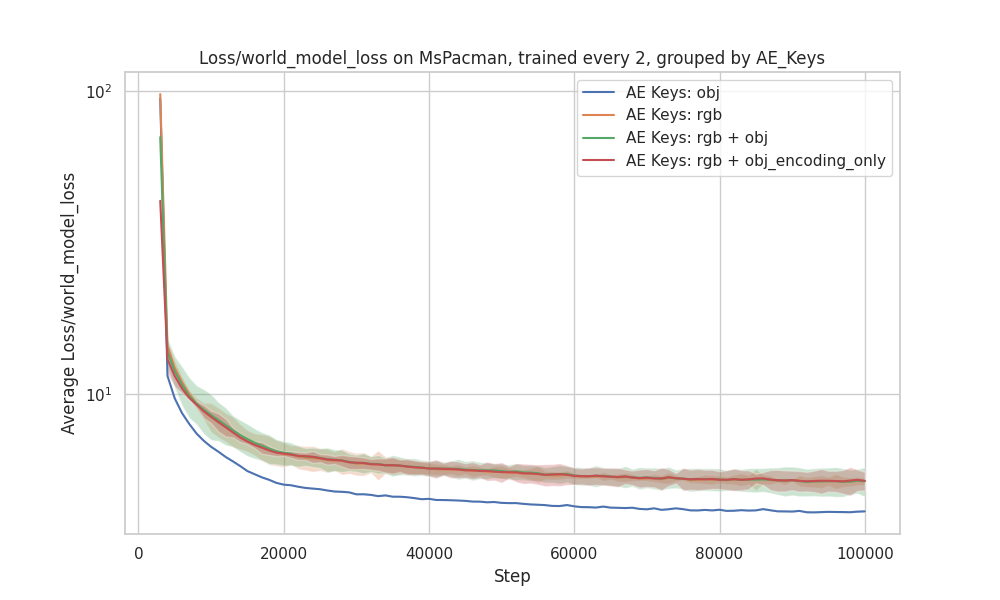 Loss/world_model_loss on MsPacman, trained every 2, grouped by AE_Keys
10²
10¹
Average Loss/world_model_loss
AE Keys: obj
AE Keys: rgb
AE Keys: rgb + obj
AE Keys: rgb + obj_encoding_only
0 20000 40000 60000 80000 100000
Step